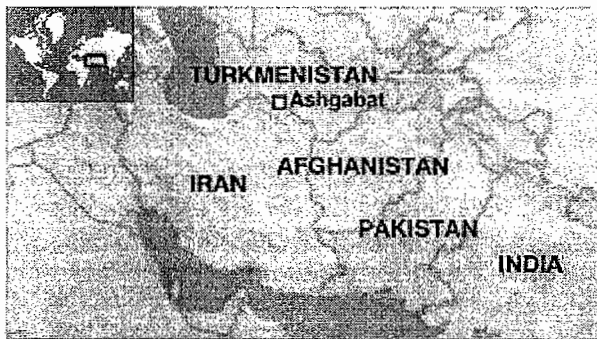 TURKMENISTAN
Ashgabat
AFGHANISTAN
IRAN
PAKISTAN
INDIA